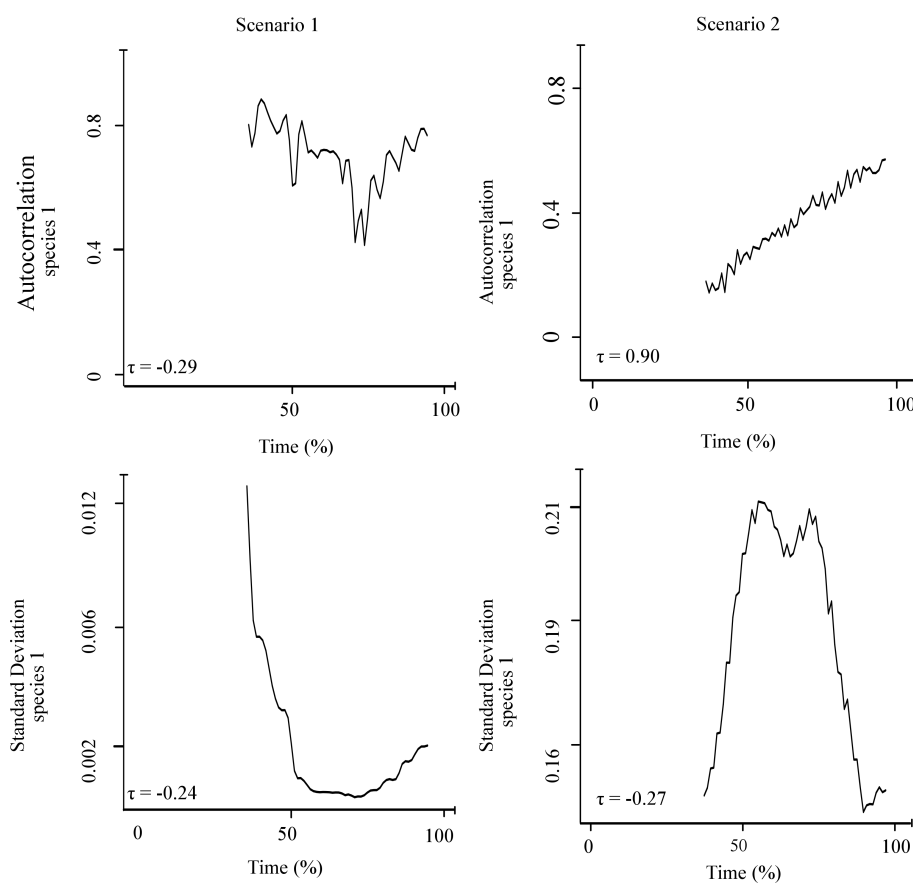 Scenario 1
Scenario 2
Autocorrelation
species 1
0.8
0.4
0
τ = -0.29
50
100
Time (%)
Autocorrelation
species 1
0.8
0.4
0
τ = 0.90
0
50
100
Time (%)
Standard Deviation
species 1
0.012
0.006
0.002
τ = -0.24
0
50
100
Time (%)
Standard Deviation
species 1
0.21
0.19
0.16
τ = -0.27
0
50
100
Time (%)